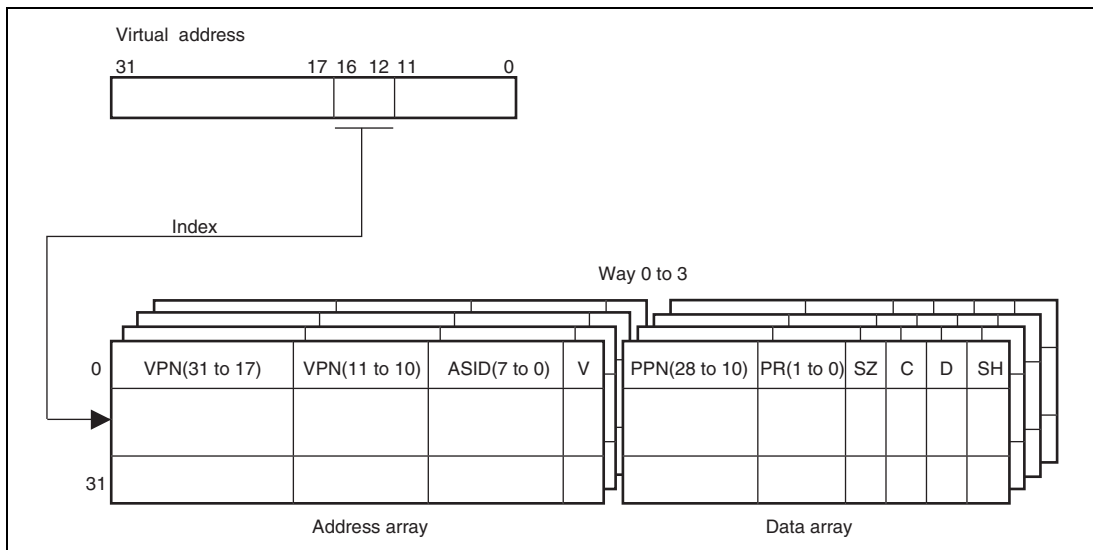 Virtual address
31 17 16 12 11 0
Index
Way 0 to 3
0 VPN(31 to 17) VPN(11 to 10) ASID(7 to 0) V PPN(28 to 10) PR(1 to 0) SZ C D SH
31
Address array Data array